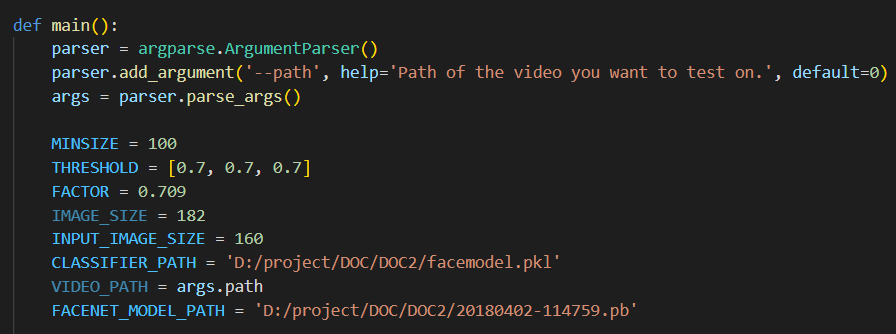 def main():
    parser = argparse.ArgumentParser()
    parser.add_argument('--path', help='Path of the video you want to test on.', default=0)
    args = parser.parse_args()

    MINSIZE = 100
    THRESHOLD = [0.7, 0.7, 0.7]
    FACTOR = 0.709
    IMAGE_SIZE = 182
    INPUT_IMAGE_SIZE = 160
    CLASSIFIER_PATH = 'D:/project/DOC/DOC2/facemodel.pkl'
    VIDEO_PATH = args.path
    FACENET_MODEL_PATH = 'D:/project/DOC/DOC2/20180402-114759.pb'